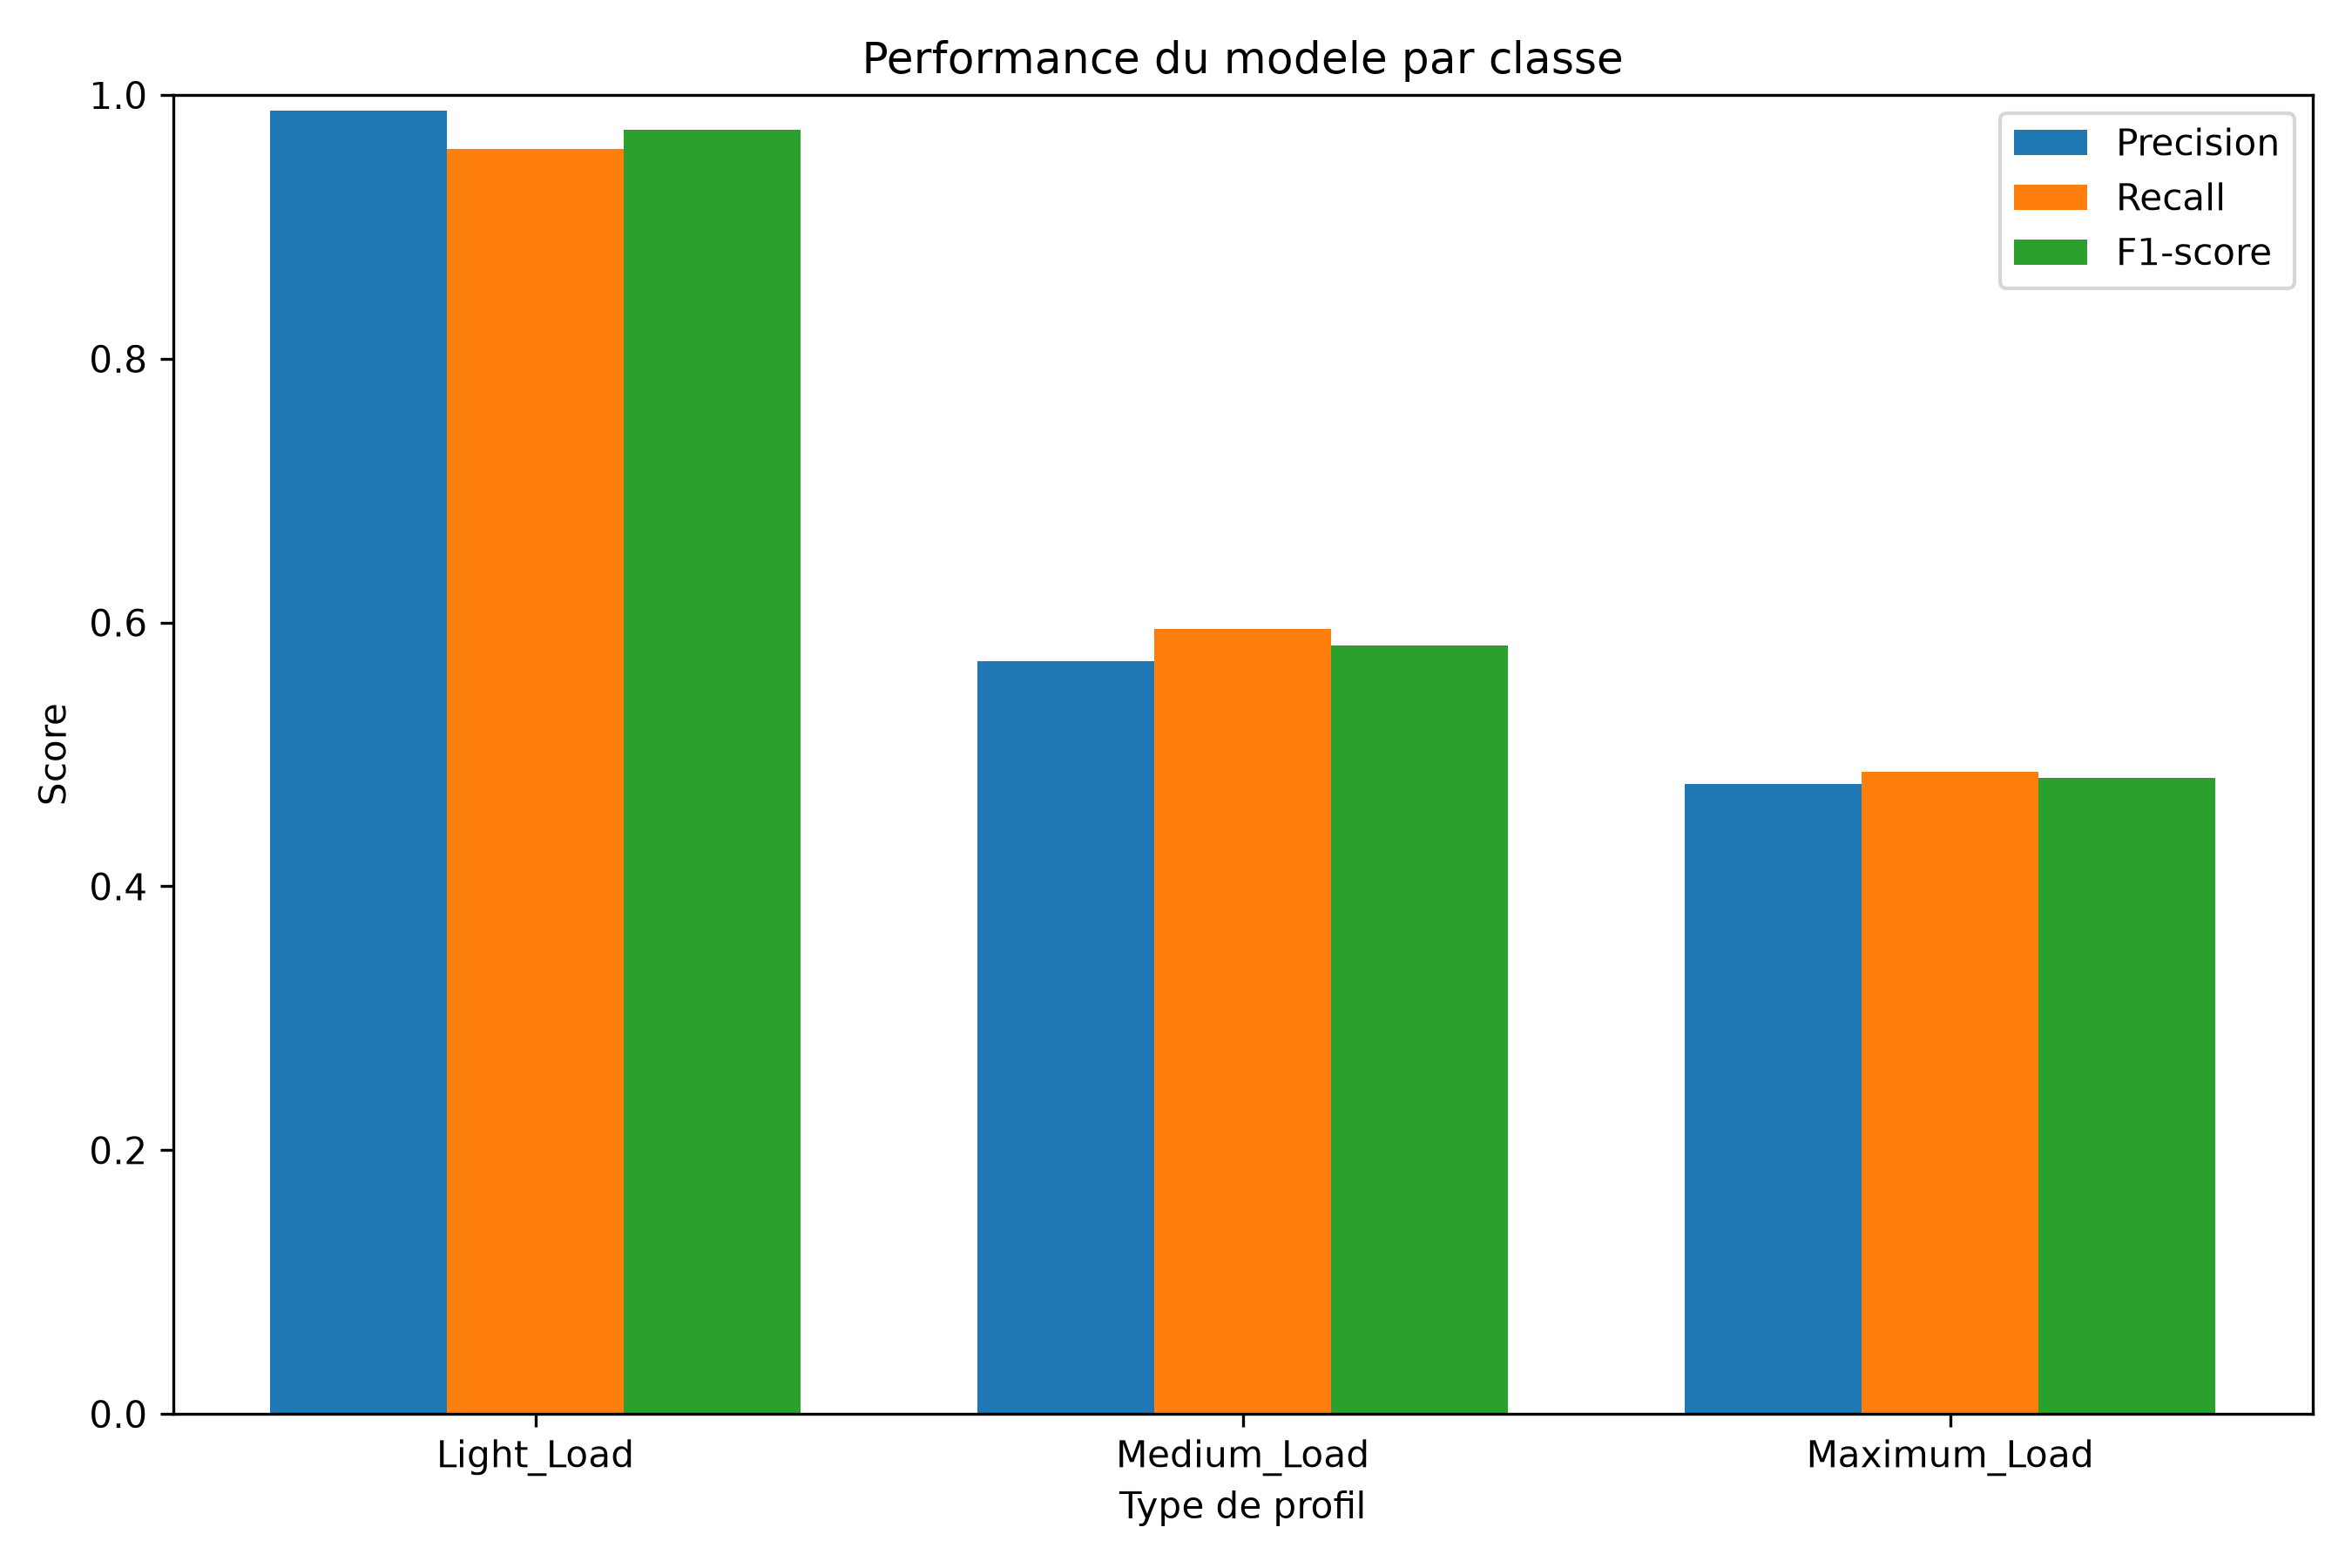 Performance du modele par classe
Precision
Recall
F1-score
1.0
0.8
0.6
0.4
0.2
0.0
Score
Light_Load
Medium_Load
Maximum_Load
Type de profil